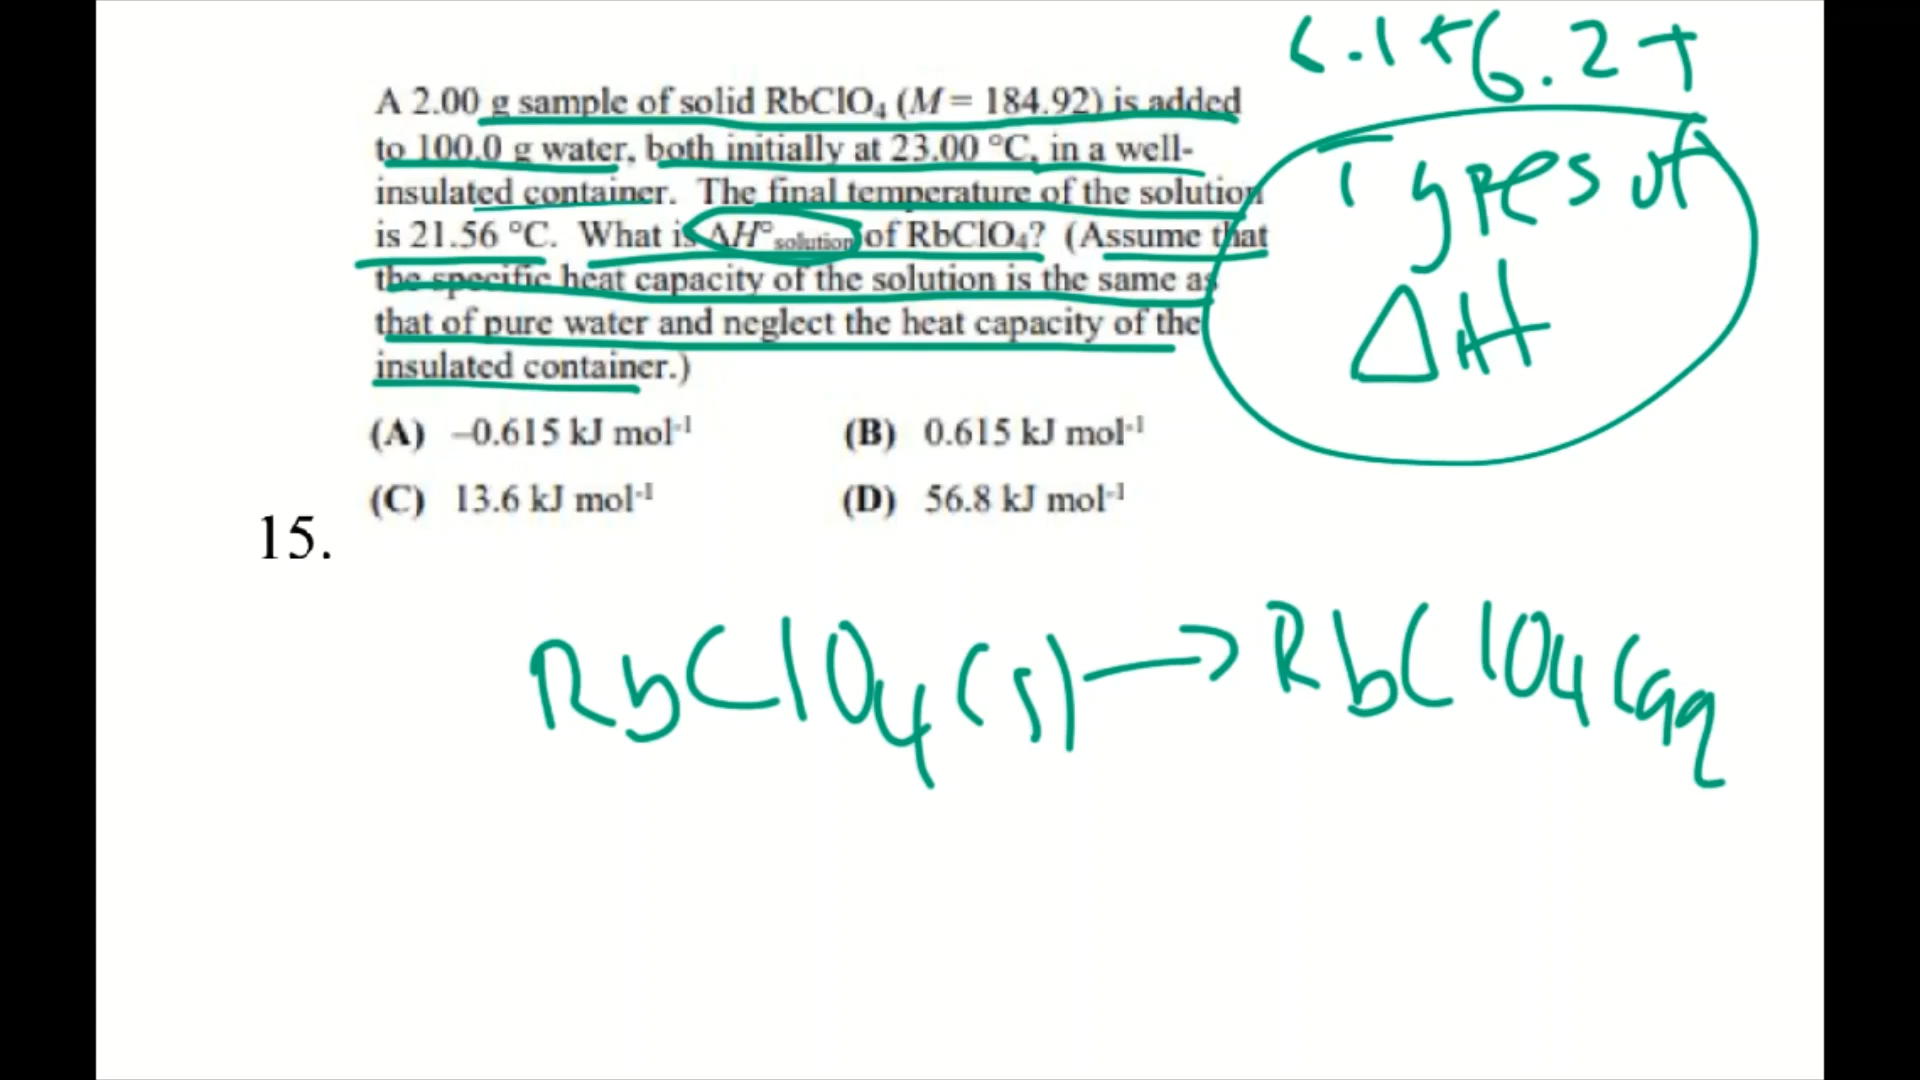 6.1 + 6.2 +
Types of
ΔH
A 2.00 g sample of solid RbClO₄ (M = 184.92) is added
to 100.0 g water, both initially at 23.00 °C, in a well-
insulated container. The final temperature of the solution
is 21.56 °C. What is ΔH°solution of RbClO₄? (Assume that
the specific heat capacity of the solution is the same as
that of pure water and neglect the heat capacity of the
insulated container.)
(A) –0.615 kJ mol⁻¹ (B) 0.615 kJ mol⁻¹
(C) 13.6 kJ mol⁻¹ (D) 56.8 kJ mol⁻¹
15.
RbClO₄(s) → RbClO₄(aq